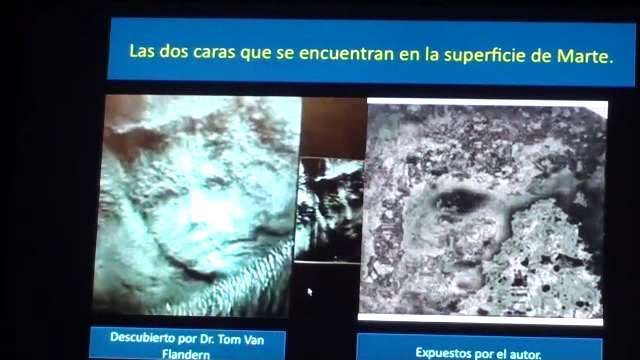 Las dos caras que se encuentran en la superficie de Marte.
Descubierto por Dr. Tom Van
Flandern
Expuestos por el autor.